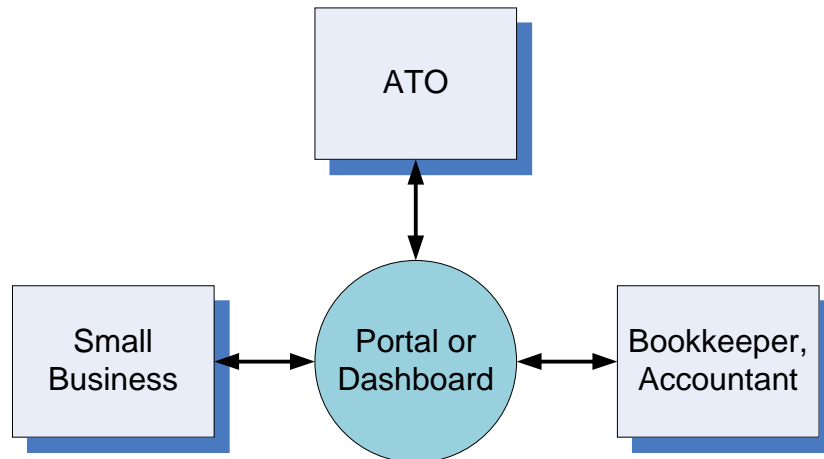 ATO
Small
Business
Portal or
Dashboard
Bookkeeper,
Accountant